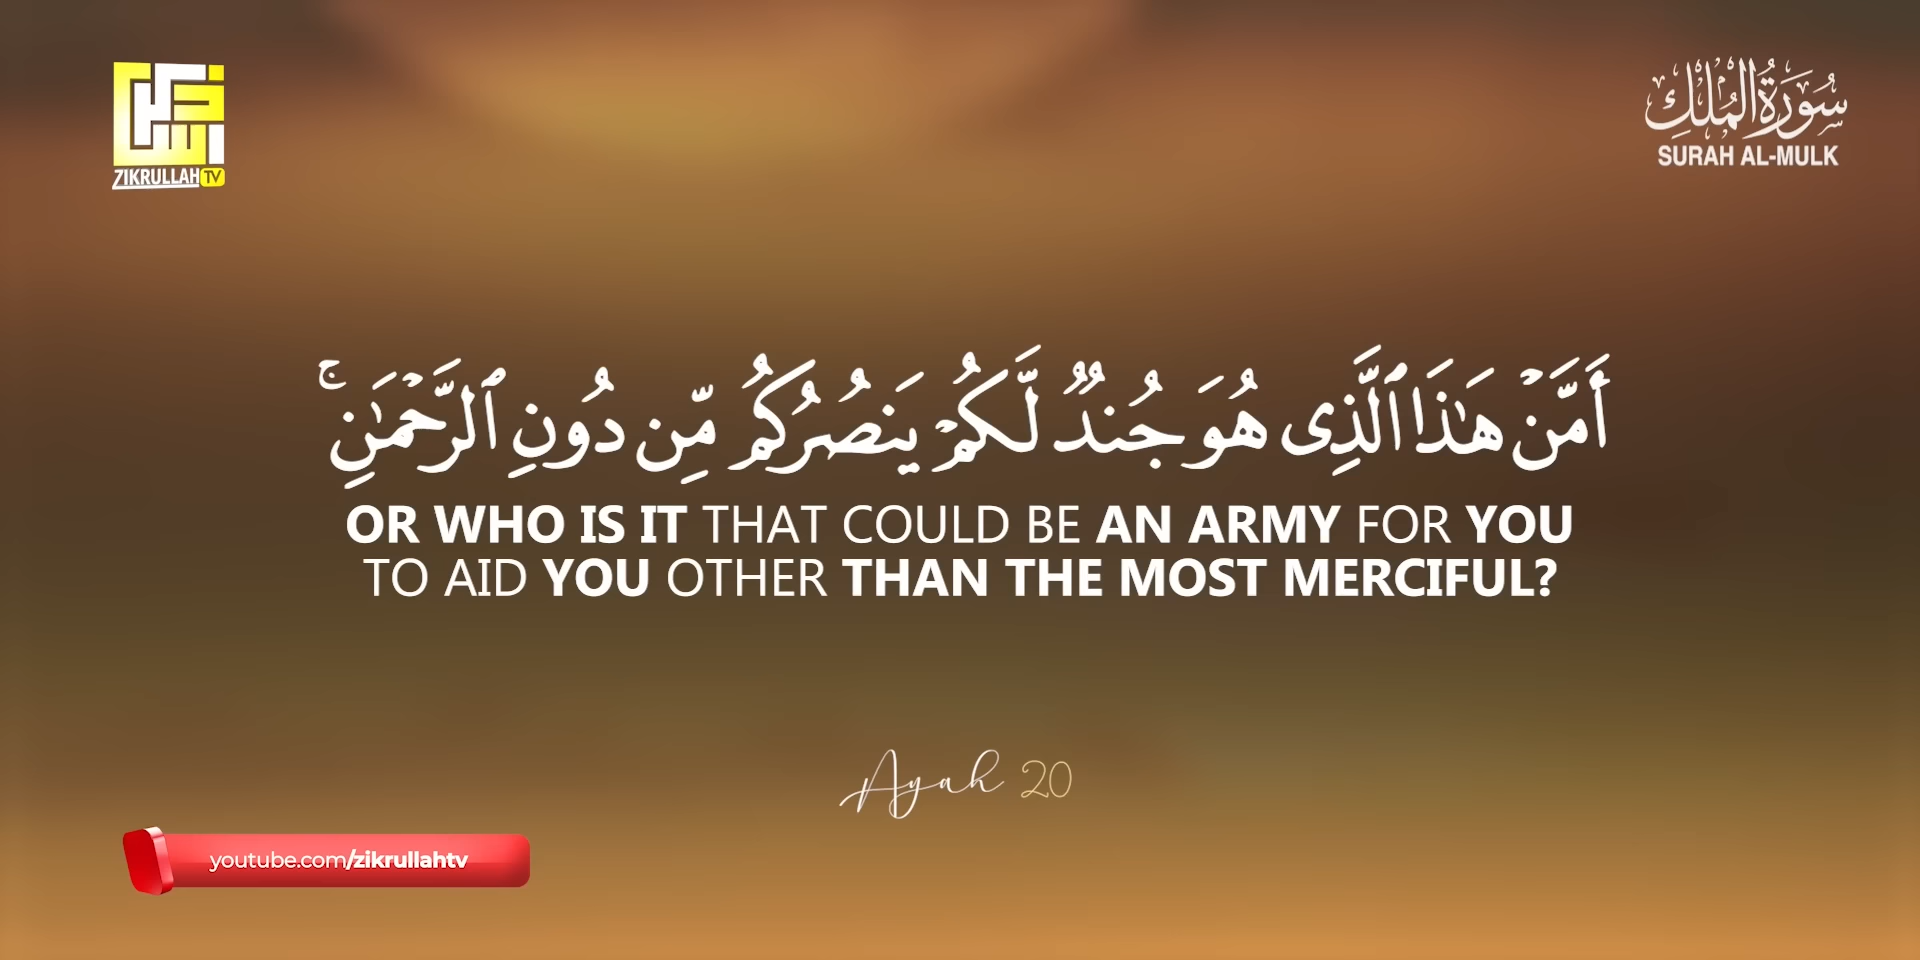 ZIKRULLAH TV
سُورَةُ الْمُلْكِ
SURAH AL-MULK
أَمَّنْ هَـٰذَا ٱلَّذِى هُوَ جُندٌ لَّكُمْ يَنصُرُكُم مِّن دُونِ ٱلرَّحْمَـٰنِ ۚ
OR WHO IS IT THAT COULD BE AN ARMY FOR YOU
TO AID YOU OTHER THAN THE MOST MERCIFUL?
Ayah 20
youtube.com/zikrullahtv